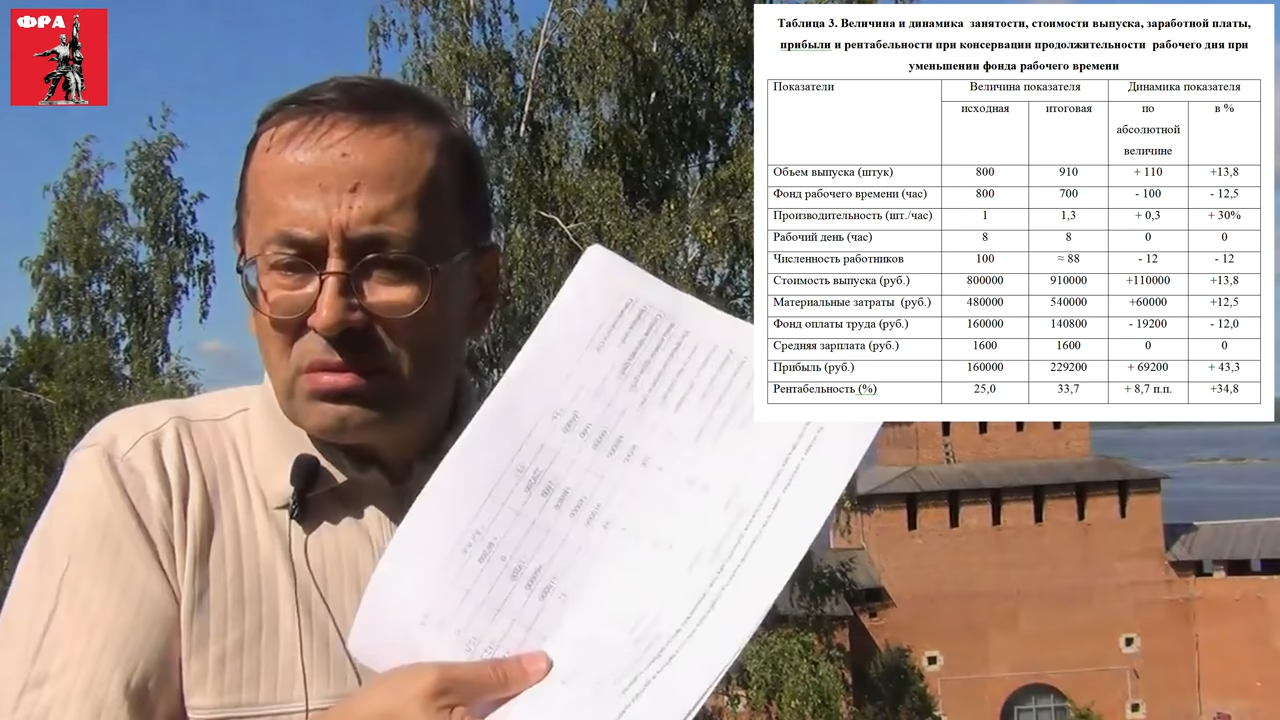 ФРА
Таблица 3. Величина и динамика занятости, стоимости выпуска, заработной платы,
прибыли и рентабельности при консервации продолжительности рабочего дня при
уменьшении фонда рабочего времени
Показатели Величина показателя Динамика показателя
исходная итоговая по абсолютной величине в %
Объем выпуска (штук) 800 910 + 110 +13,8
Фонд рабочего времени (час) 800 700 - 100 - 12,5
Производительность (шт./час) 1 1,3 + 0,3 + 30%
Рабочий день (час) 8 8 0 0
Численность работников 100 ≈ 88 - 12 - 12
Стоимость выпуска (руб.) 800000 910000 +110000 +13,8
Материальные затраты (руб.) 480000 540000 +60000 +12,5
Фонд оплаты труда (руб.) 160000 140800 - 19200 - 12,0
Средняя зарплата (руб.) 1600 1600 0 0
Прибыль (руб.) 160000 229200 + 69200 + 43,3
Рентабельность (%) 25,0 33,7 + 8,7 п.п. +34,8